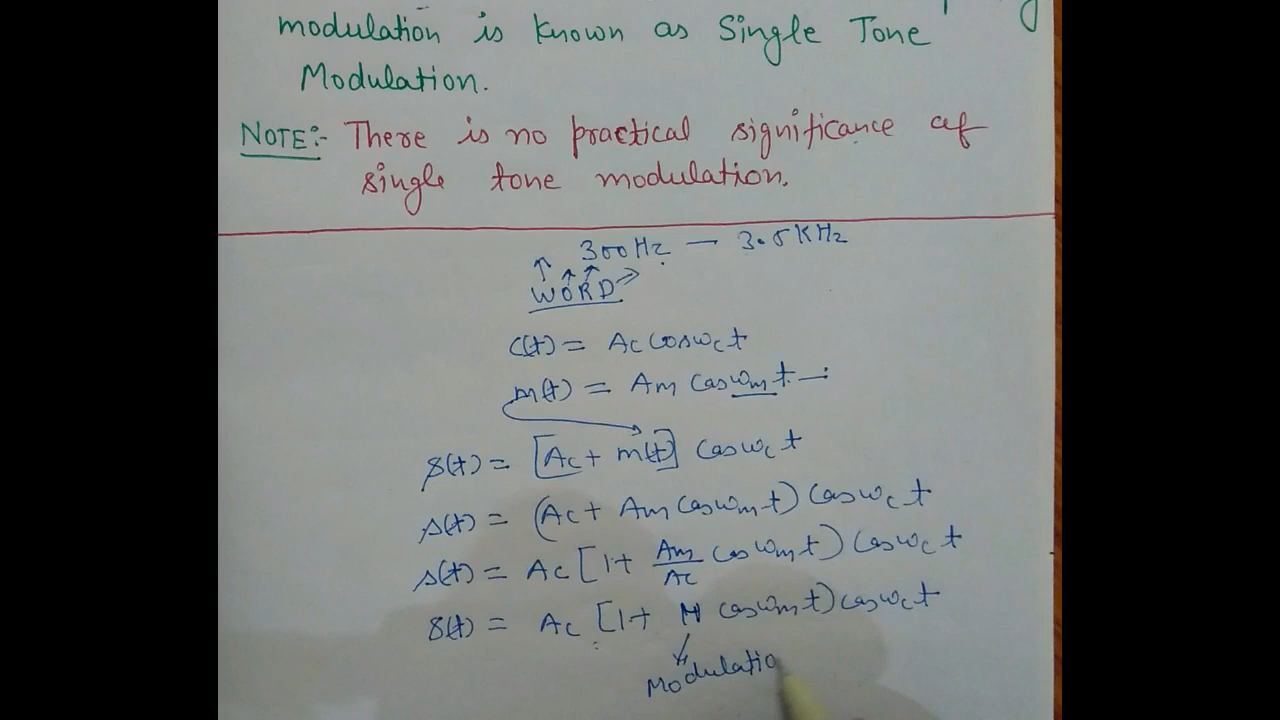 modulation is known as Single Tone
Modulation.
NOTE:- There is no practical significance of
single tone modulation.
300Hz — 3.5KHz
WORD
C(t) = Ac Cosωct
m(t) = Am Cosωmt —
s(t) = [Ac + m(t)] Cosωct
s(t) = (Ac + Am Cosωmt) Cosωct
s(t) = Ac [1+ Am/Ac Cosωmt) Cosωct
s(t) = Ac [1+ μ Cosωmt) Cosωct
Modulatio